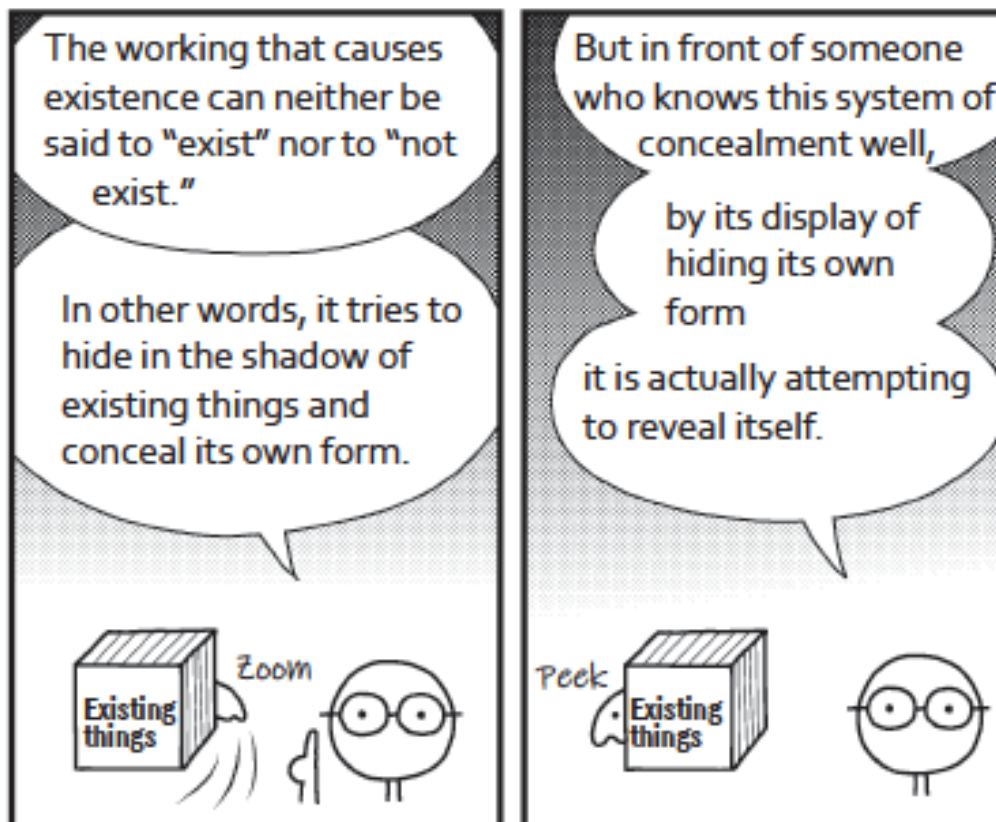 The working that causes
existence can neither be
said to “exist” nor to “not
exist.”
In other words, it tries to
hide in the shadow of
existing things and
conceal its own form.
Zoom
Existing
things
But in front of someone
who knows this system of
concealment well,
by its display of
hiding its own
form
it is actually attempting
to reveal itself.
Peek
Existing
things